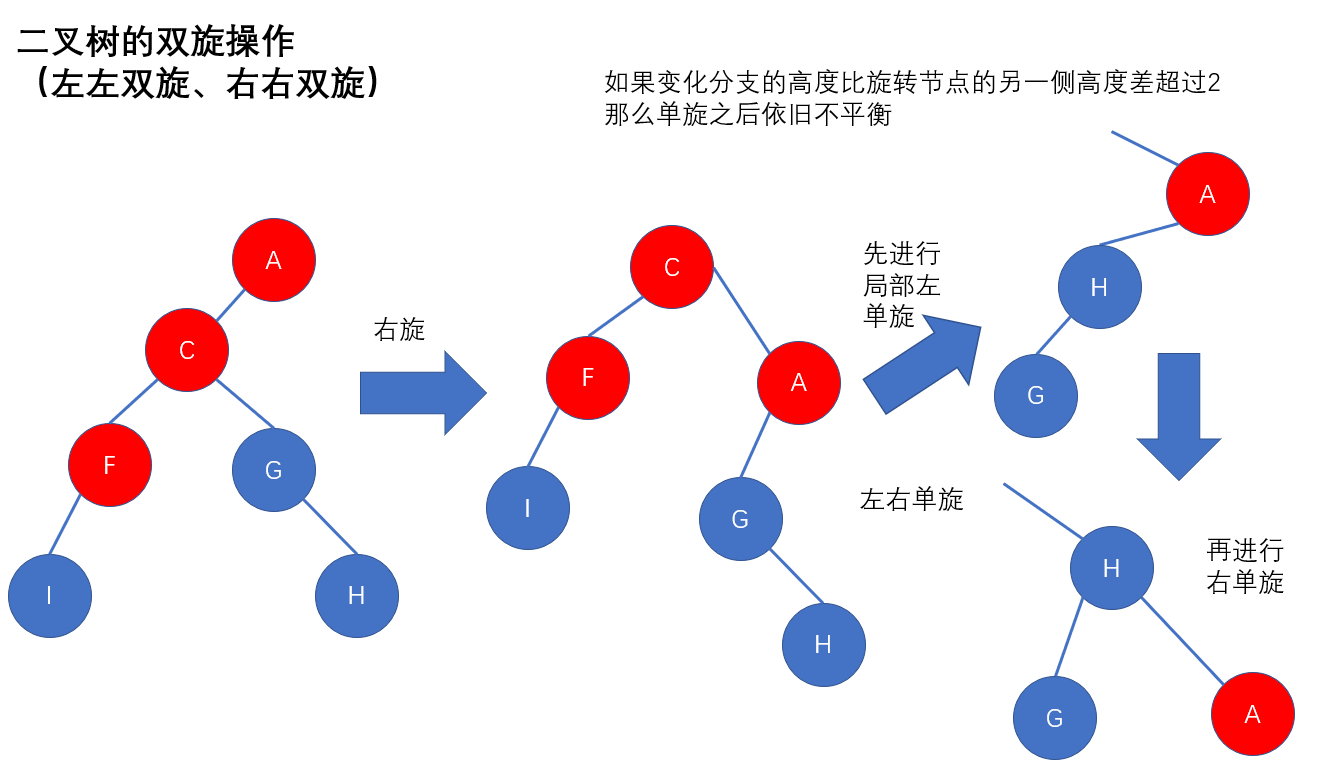 二叉树的双旋操作
（左左双旋、右右双旋）
如果变化分支的高度比旋转节点的另一侧高度差超过2
那么单旋之后依旧不平衡
A
C
F
G
I
H
右旋
C
F
A
I
G
H
先进行
局部左
单旋
A
H
G
左右单旋
H
G
A
再进行
右单旋